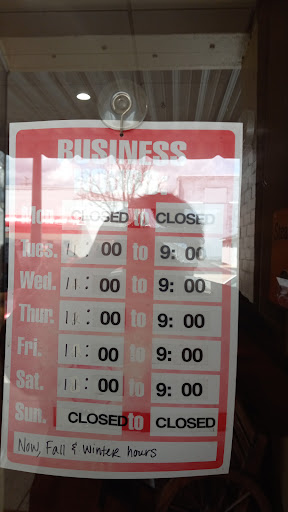 BUSINESS
Mon. CLOSED to CLOSED
Tues. 11: 00 to 9: 00
Wed. 11: 00 to 9: 00
Thur. 11: 00 to 9: 00
Fri. 11: 00 to 9: 00
Sat. 11: 00 to 9: 00
Sun. CLOSED to CLOSED
Now, Fall & Winter hours